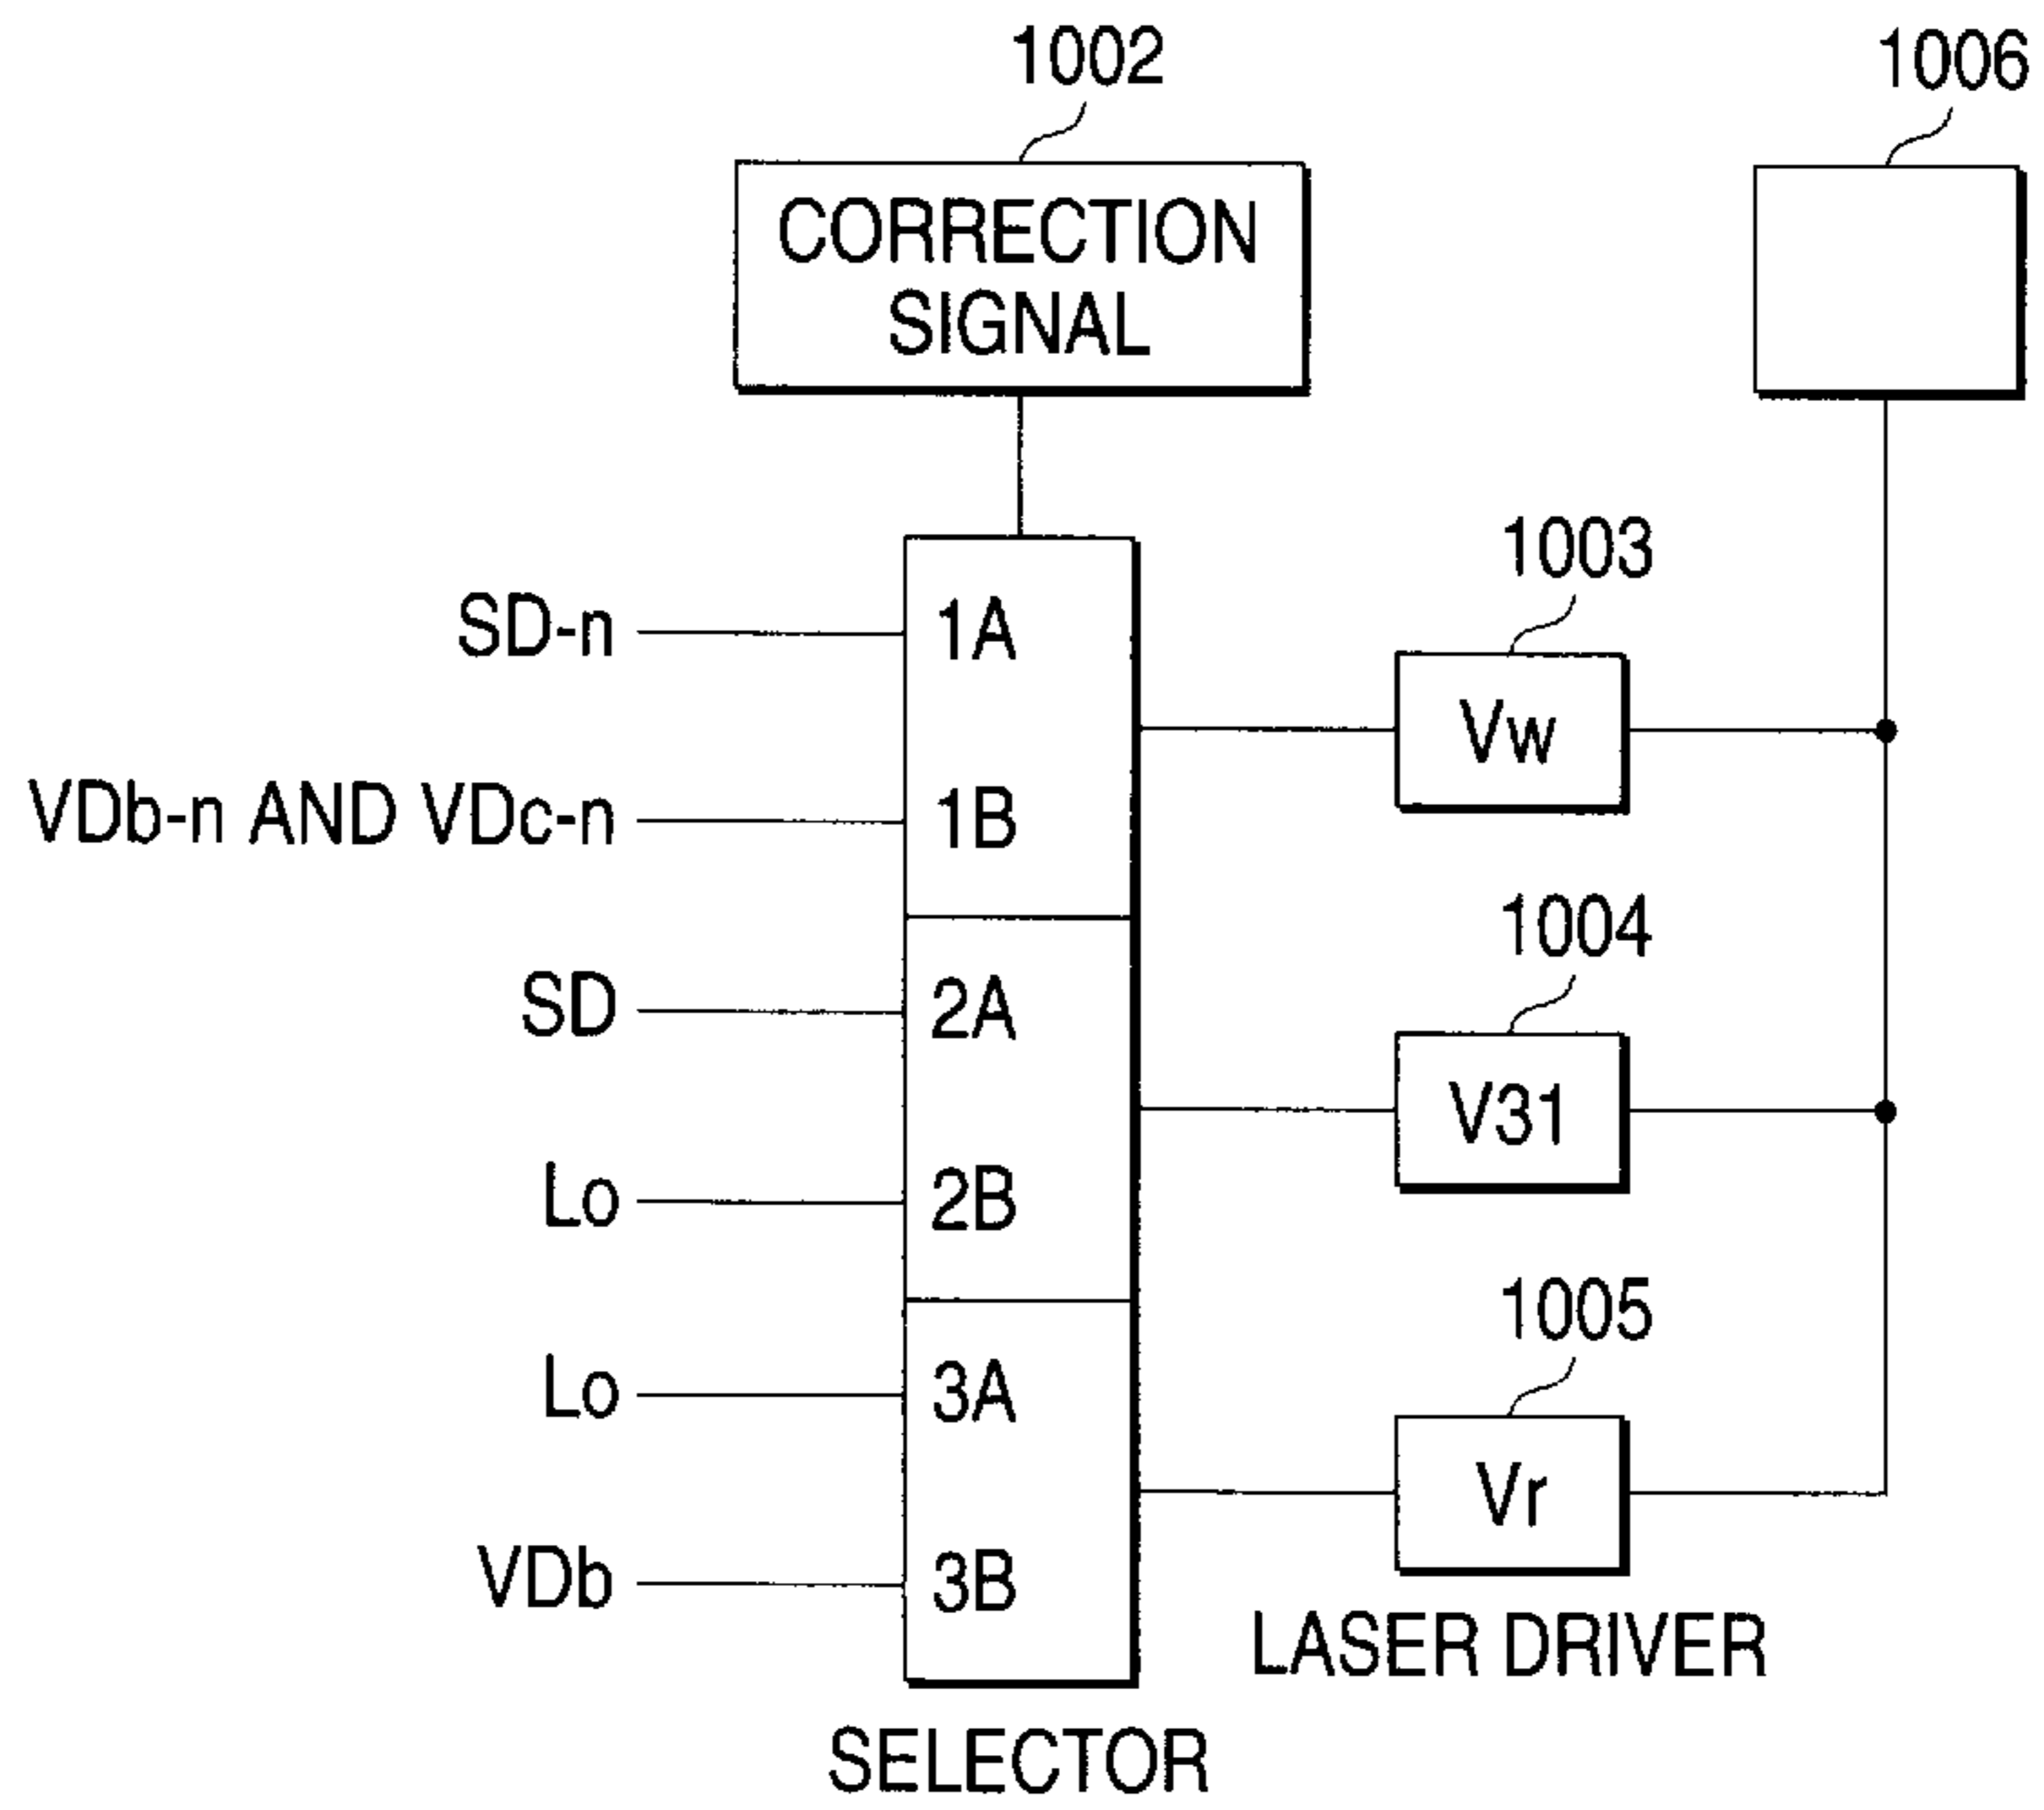 1002
1006
CORRECTION
SIGNAL
1003
SD-n
1A
Vw
VDb-n AND VDc-n
1B
1004
SD
2A
V31
Lo
2B
1005
Lo
3A
Vr
VDb
3B
LASER DRIVER
SELECTOR